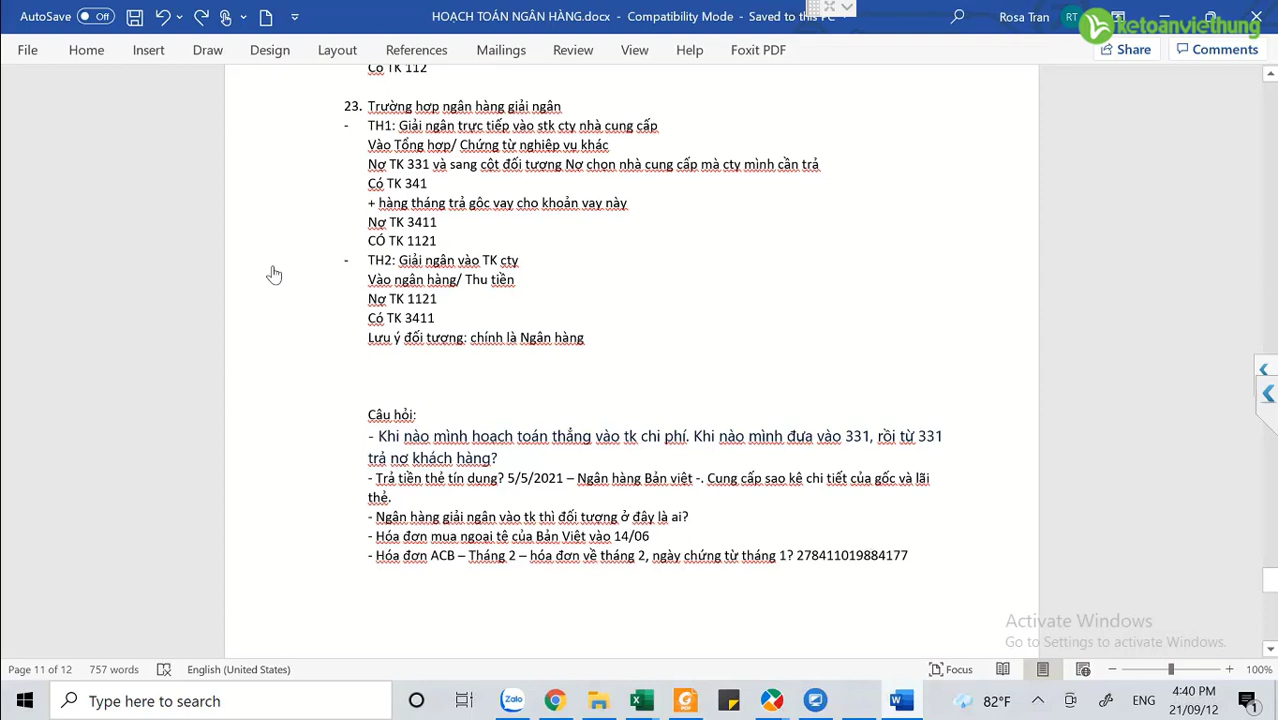 AutoSave Off
HOẠCH TOÁN NGÂN HÀNG.docx - Compatibility Mode - Saved to this PC
Rosa Tran RT
ketoanviethung
File Home Insert Draw Design Layout References Mailings Review View Help Foxit PDF Share Comments
Có TK 112
23. Trường hợp ngân hàng giải ngân
- TH1: Giải ngân trực tiếp vào stk cty nhà cung cấp
Vào Tổng hợp/ Chứng từ nghiệp vụ khác
Nợ TK 331 và sang cột đối tượng Nợ chọn nhà cung cấp mà cty mình cần trả
Có TK 341
+ hàng tháng trả gôc vay cho khoản vay này
Nợ TK 3411
CÓ TK 1121
- TH2: Giải ngân vào TK cty
Vào ngân hàng/ Thu tiền
Nợ TK 1121
Có TK 3411
Lưu ý đối tượng: chính là Ngân hàng
Câu hỏi:
- Khi nào mình hoạch toán thẳng vào tk chi phí. Khi nào mình đưa vào 331, rồi từ 331
trả nợ khách hàng?
- Trả tiền thẻ tín dung? 5/5/2021 – Ngân hàng Bản việt -. Cung cấp sao kê chi tiết của gốc và lãi
thẻ.
- Ngân hàng giải ngân vào tk thì đối tượng ở đây là ai?
- Hóa đơn mua ngoại tệ của Bản Việt vào 14/06
- Hóa đơn ACB – Tháng 2 – hóa đơn về tháng 2, ngày chứng từ tháng 1? 278411019884177
Activate Windows
Go to Settings to activate Windows.
Page 11 of 12 757 words English (United States) Focus 100%
Type here to search Zalo 82°F ENG 4:40 PM
21/09/12 1